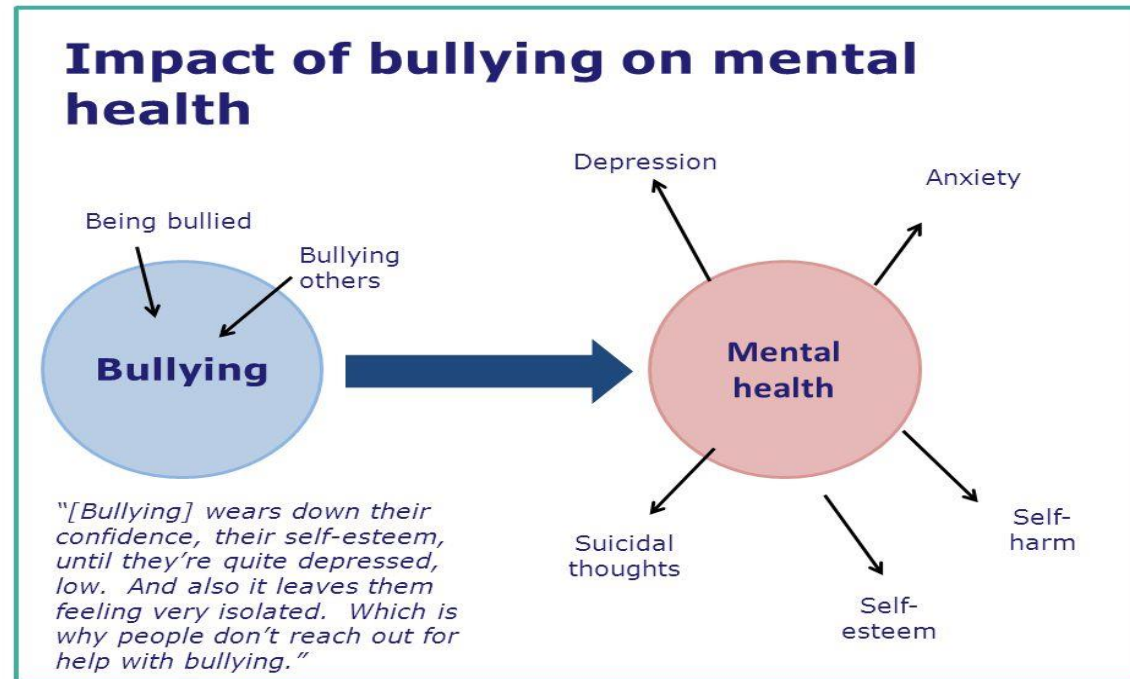 Impact of bullying on mental
health
Being bullied
Bullying
others
Bullying
Depression
Anxiety
Mental
health
Suicidal
thoughts
Self-
esteem
Self-
harm
“[Bullying] wears down their
confidence, their self-esteem,
until they’re quite depressed,
low.  And also it leaves them
feeling very isolated.  Which is
why people don’t reach out for
help with bullying.”